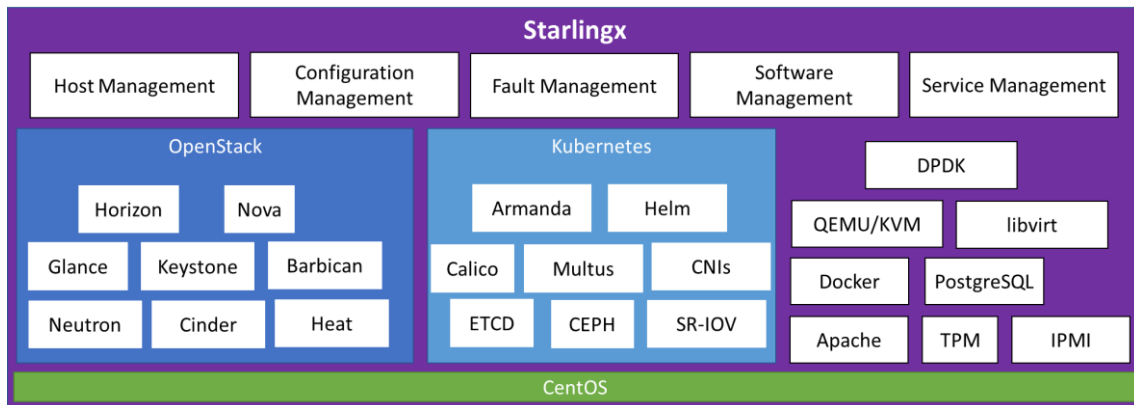 Starlingx
Host Management
Configuration
Management
Fault Management
Software
Management
Service Management
OpenStack
Horizon
Nova
Glance
Keystone
Barbican
Neutron
Cinder
Heat
Kubernetes
Armanda
Helm
Calico
Multus
CNIs
ETCD
CEPH
SR-IOV
DPDK
QEMU/KVM
libvirt
Docker
PostgreSQL
Apache
TPM
IPMI
CentOS